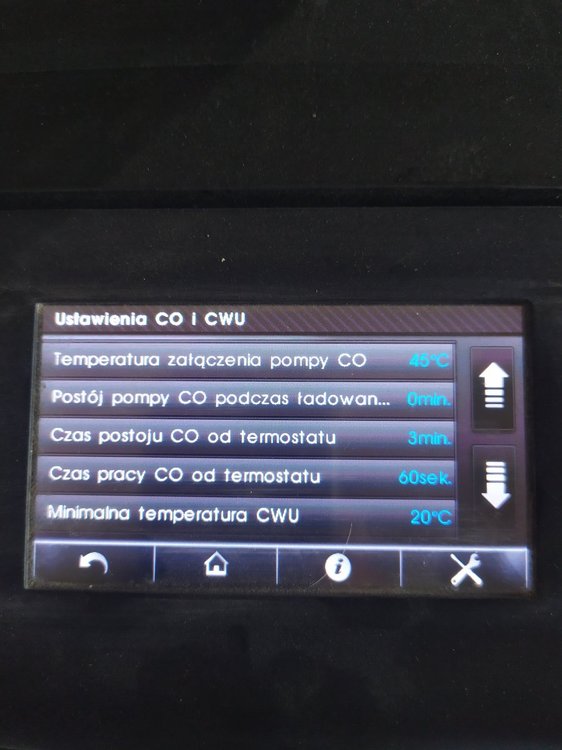 Ustawienia CO i CWU
Temperatura załączenia pompy CO 45°C
Postój pompy CO podczas ładowan... 0min.
Czas postoju CO od termostatu 3min.
Czas pracy CO od termostatu 60sek.
Minimalna temperatura CWU 20°C
i